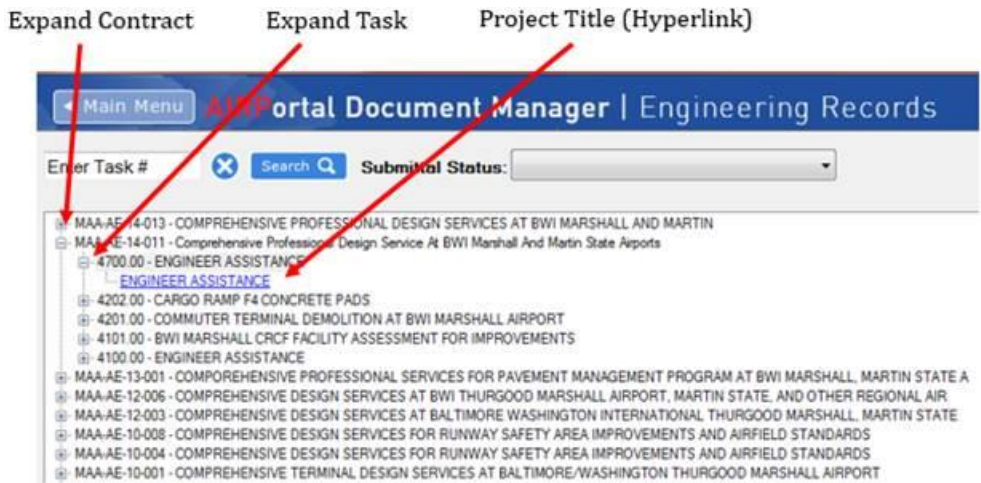 Expand Contract Expand Task Project Title (Hyperlink)
Main Menu AIRPortal Document Manager | Engineering Records
Enter Task # Search Submittal Status:
MAA-AE-14-013 - COMPREHENSIVE PROFESSIONAL DESIGN SERVICES AT BWI MARSHALL AND MARTIN
MAA-AE-14-011 - Comprehensive Professional Design Service At BWI Marshall And Martin State Airports
4700.00 - ENGINEER ASSISTANCE
ENGINEER ASSISTANCE
4202.00 - CARGO RAMP F4 CONCRETE PADS
4201.00 - COMMUTER TERMINAL DEMOLITION AT BWI MARSHALL AIRPORT
4101.00 - BWI MARSHALL CRCF FACILITY ASSESSMENT FOR IMPROVEMENTS
4100.00 - ENGINEER ASSISTANCE
MAA-AE-13-001 - COMPOREHENSIVE PROFESSIONAL SERVICES FOR PAVEMENT MANAGEMENT PROGRAM AT BWI MARSHALL, MARTIN STATE A
MAA-AE-12-006 - COMPREHENSIVE DESIGN SERVICES AT BWI THURGOOD MARSHALL AIRPORT, MARTIN STATE, AND OTHER REGIONAL AIR
MAA-AE-12-003 - COMPREHENSIVE DESIGN SERVICES AT BALTIMORE WASHINGTON INTERNATIONAL THURGOOD MARSHALL, MARTIN STATE
MAA-AE-10-008 - COMPREHENSIVE DESIGN SERVICES FOR RUNWAY SAFETY AREA IMPROVEMENTS AND AIRFIELD STANDARDS
MAA-AE-10-004 - COMPREHENSIVE DESIGN SERVICES FOR RUNWAY SAFETY AREA IMPROVEMENTS AND AIRFIELD STANDARDS
MAA-AE-10-001 - COMPREHENSIVE TERMINAL DESIGN SERVICES AT BALTIMORE/WASHINGTON THURGOOD MARSHALL AIRPORT